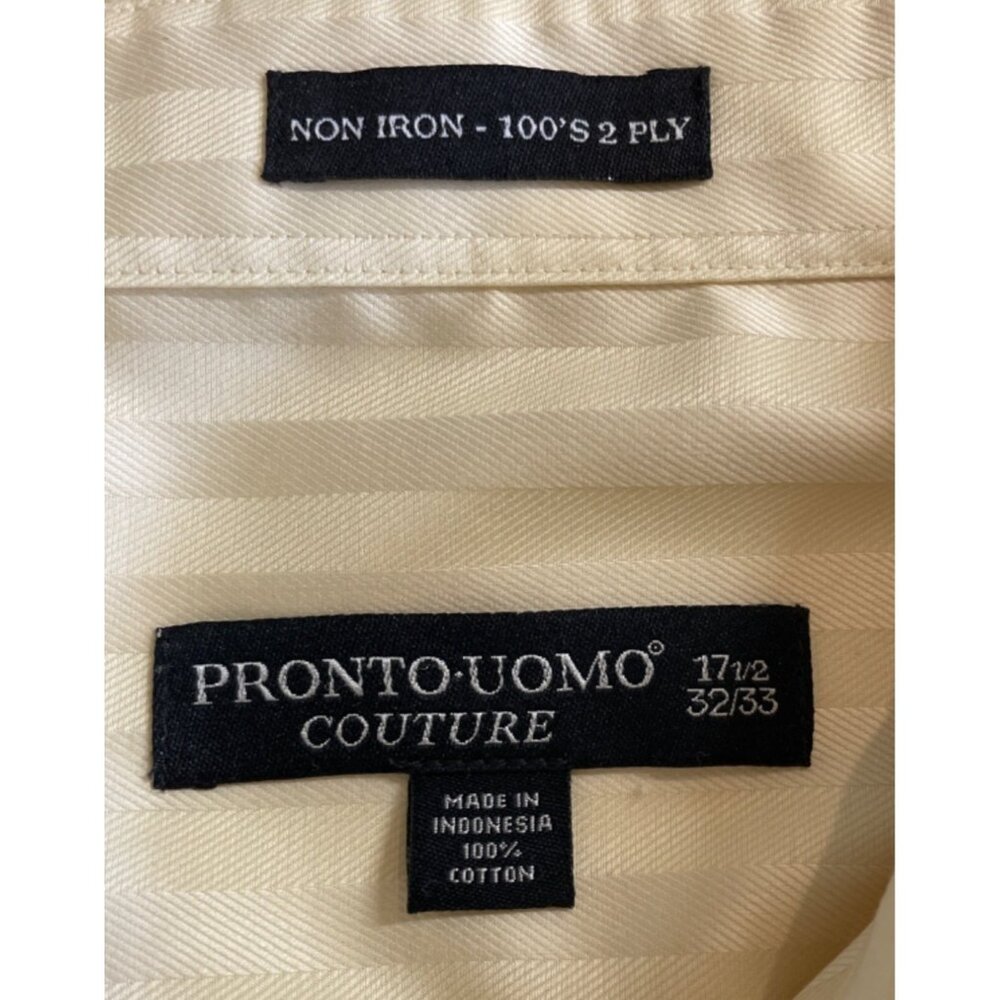 NON IRON - 100'S 2 PLY
PRONTO·UOMO® 17 1/2
COUTURE 32/33
MADE IN
INDONESIA
100%
COTTON